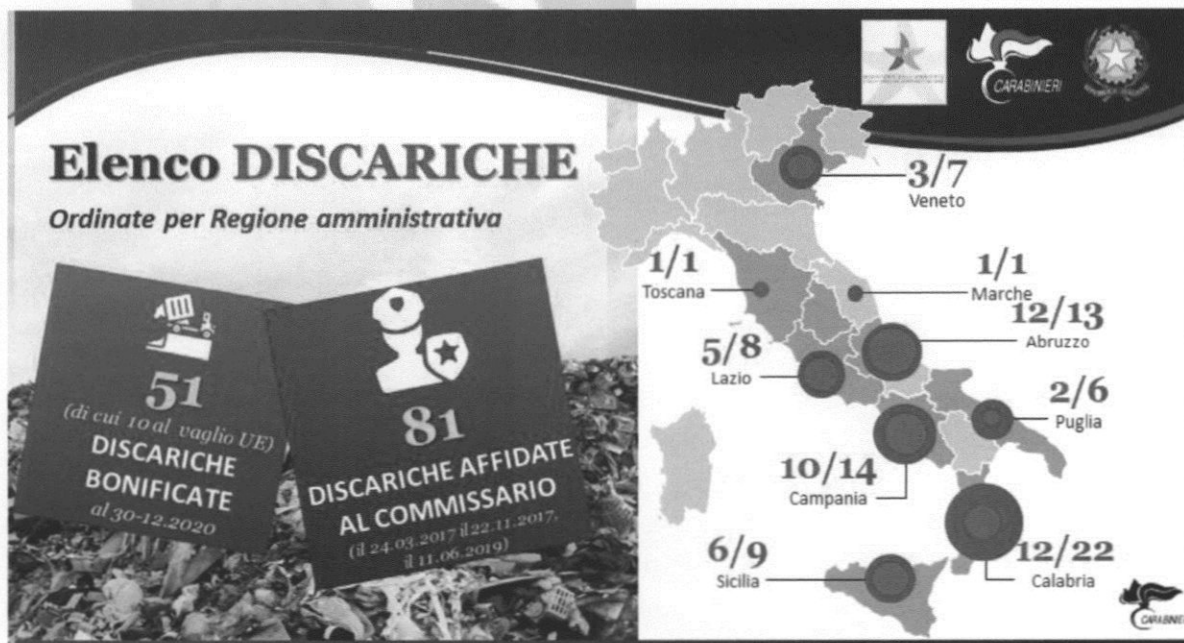 CARABINIERI
Elenco DISCARICHE
Ordinate per Regione amministrativa
51
(di cui 10 al vaglio UE)
DISCARICHE
BONIFICATE
al 30-12.2020
81
DISCARICHE AFFIDATE
AL COMMISSARIO
(il 24.03.2017 il 22.11.2017,
il 11.06.2019)
3/7
Veneto
1/1
Toscana
1/1
Marche
12/13
Abruzzo
5/8
Lazio
2/6
Puglia
10/14
Campania
6/9
Sicilia
12/22
Calabria
CARABINIERI